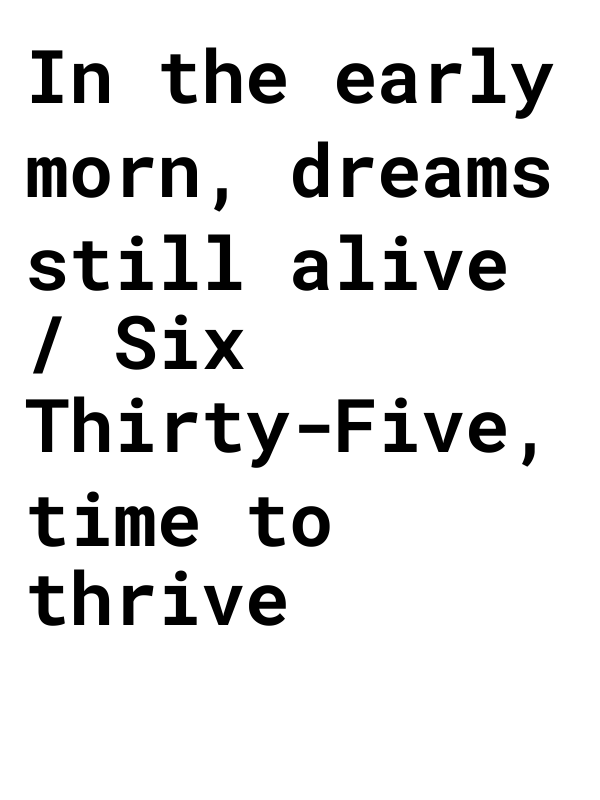 In the early
morn, dreams
still alive
/ Six
Thirty-Five,
time to
thrive